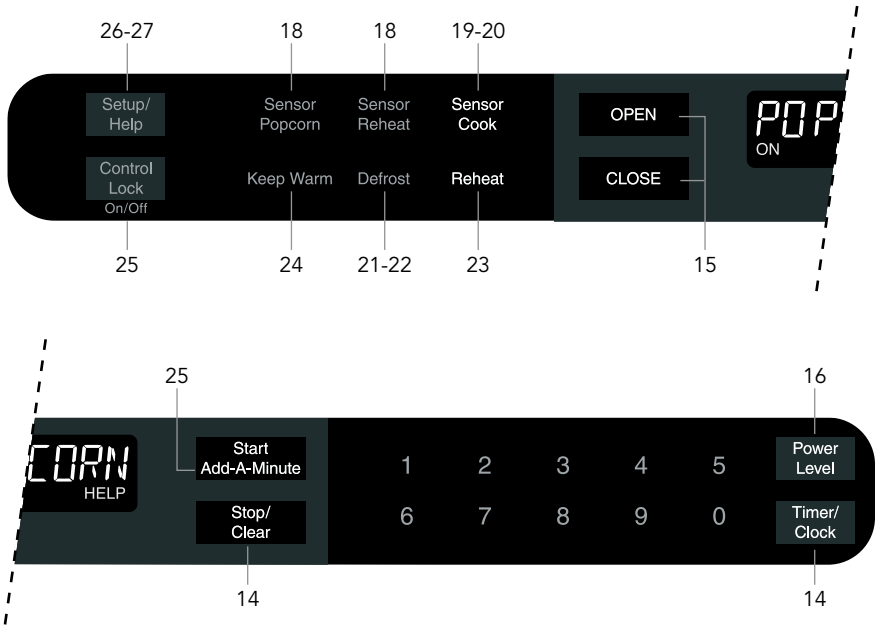 26-27 18 18 19-20
Setup/ Sensor Sensor Sensor OPEN POP
Help Popcorn Reheat Cook
ON
Control Keep Warm Defrost Reheat CLOSE
Lock
On/Off
25 24 21-22 23 15
25 16
CORN Start 1 2 3 4 5 Power
Add-A-Minute Level
HELP
Stop/ 6 7 8 9 0 Timer/
Clear Clock
14 14